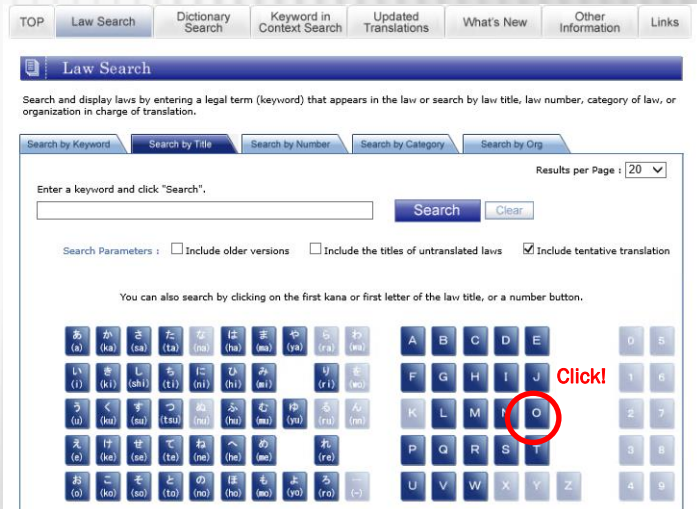 TOP Law Search Dictionary Search Keyword in Context Search Updated Translations What's New Other Information Links
Law Search
Search and display laws by entering a legal term (keyword) that appears in the law or search by law title, law number, category of law, or
organization in charge of translation.
Search by Keyword Search by Title Search by Number Search by Category Search by Org
Results per Page : 20
Enter a keyword and click "Search".
Search Clear
Search Parameters : Include older versions Include the titles of untranslated laws Include tentative translation
You can also search by clicking on the first kana or first letter of the law title, or a number button.
あ か さ た な は ま や ら わ
(a) (ka) (sa) (ta) (na) (ha) (ma) (ya) (ra) (wa) A B C D E 0 5
い き し ち に ひ み り を
(i) (ki) (shi) (ti) (ni) (hi) (mi) (ri) (wo) F G H I J Click! 1 6
う く す つ ぬ ふ む ゆ る ん
(u) (ku) (su) (tsu) (nu) (hu) (mu) (yu) (ru) (nn) K L M N O 2 7
え け せ て ね へ め れ
(e) (ke) (se) (te) (ne) (he) (me) (re) P Q R S T 3 8
お こ そ と の ほ も よ ろ ー
(o) (ko) (so) (to) (no) (ho) (mo) (yo) (ro) (-) U V W X Y Z 4 9